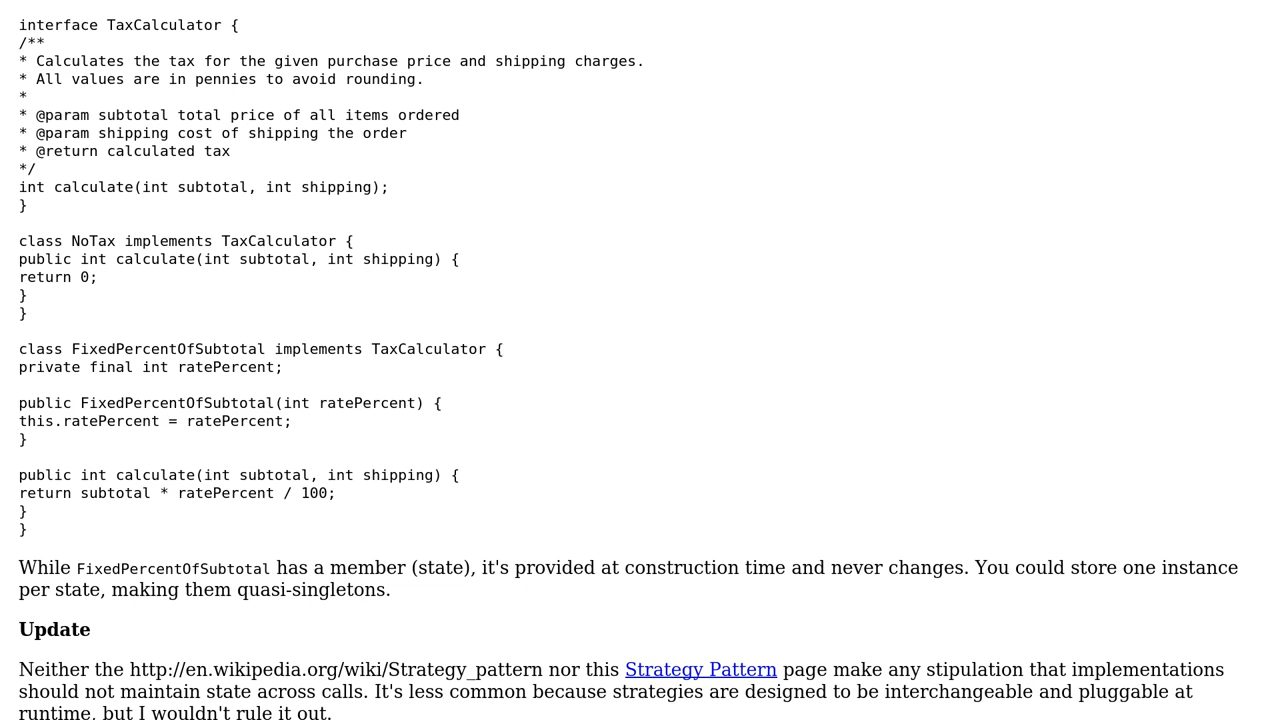 interface TaxCalculator {
/**
* Calculates the tax for the given purchase price and shipping charges.
* All values are in pennies to avoid rounding.
*
* @param subtotal total price of all items ordered
* @param shipping cost of shipping the order
* @return calculated tax
*/
int calculate(int subtotal, int shipping);
}

class NoTax implements TaxCalculator {
public int calculate(int subtotal, int shipping) {
return 0;
}
}

class FixedPercentOfSubtotal implements TaxCalculator {
private final int ratePercent;

public FixedPercentOfSubtotal(int ratePercent) {
this.ratePercent = ratePercent;
}

public int calculate(int subtotal, int shipping) {
return subtotal * ratePercent / 100;
}
}

While FixedPercentOfSubtotal has a member (state), it's provided at construction time and never changes. You could store one instance
per state, making them quasi-singletons.

Update

Neither the http://en.wikipedia.org/wiki/Strategy_pattern nor this Strategy Pattern page make any stipulation that implementations
should not maintain state across calls. It's less common because strategies are designed to be interchangeable and pluggable at
runtime, but I wouldn't rule it out.